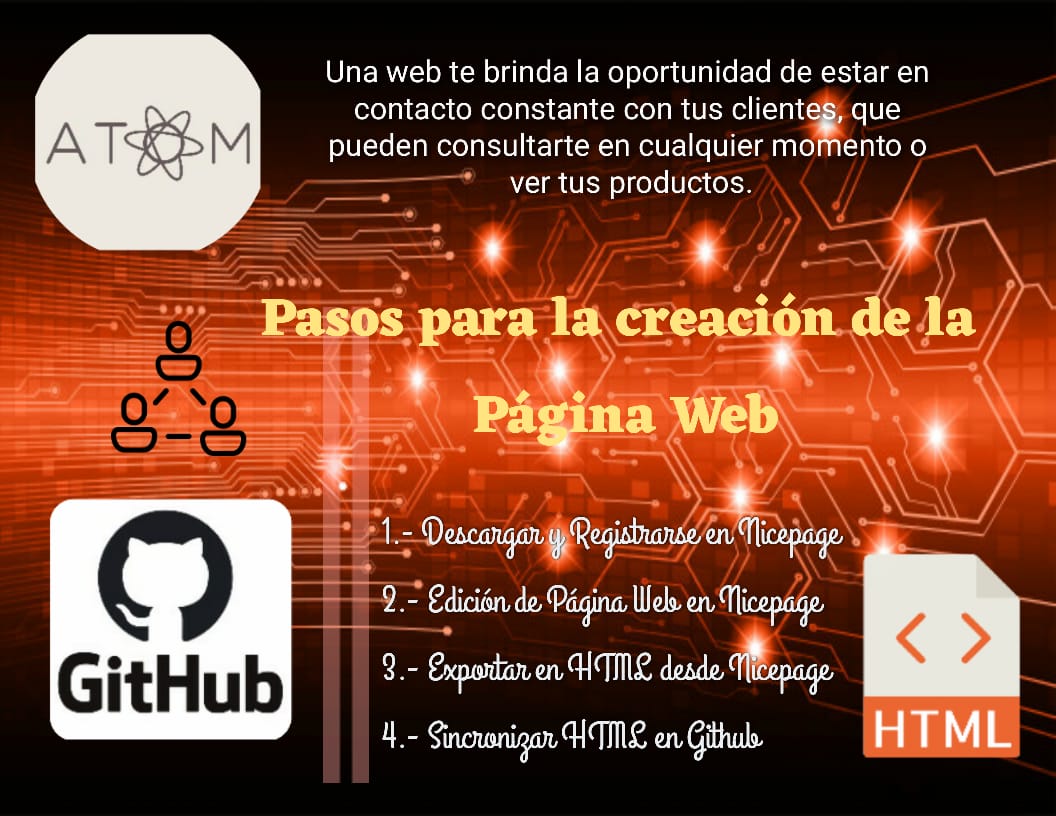 ATOM
Una web te brinda la oportunidad de estar en
contacto constante con tus clientes, que
pueden consultarte en cualquier momento o
ver tus productos.
Pasos para la creación de la
Página Web
1.- Descargar y Registrarse en Nicepage
2.- Edición de Página Web en Nicepage
3.- Exportar en HTML desde Nicepage
4.- Sincronizar HTML en Github
GitHub
< >
HTML